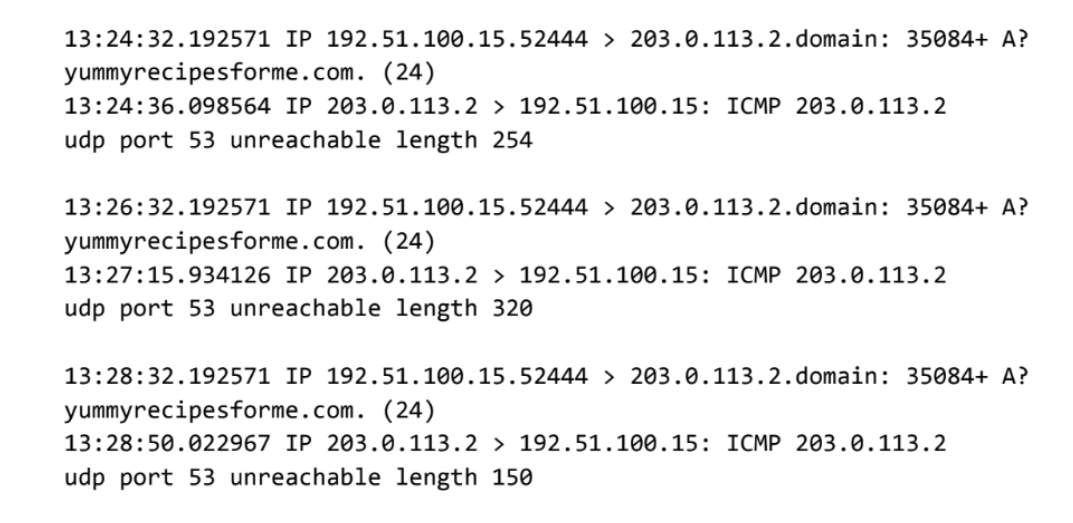 13:24:32.192571 IP 192.51.100.15.52444 > 203.0.113.2.domain: 35084+ A?
yummyrecipesforme.com. (24)
13:24:36.098564 IP 203.0.113.2 > 192.51.100.15: ICMP 203.0.113.2
udp port 53 unreachable length 254
13:26:32.192571 IP 192.51.100.15.52444 > 203.0.113.2.domain: 35084+ A?
yummyrecipesforme.com. (24)
13:27:15.934126 IP 203.0.113.2 > 192.51.100.15: ICMP 203.0.113.2
udp port 53 unreachable length 320
13:28:32.192571 IP 192.51.100.15.52444 > 203.0.113.2.domain: 35084+ A?
yummyrecipesforme.com. (24)
13:28:50.022967 IP 203.0.113.2 > 192.51.100.15: ICMP 203.0.113.2
udp port 53 unreachable length 150